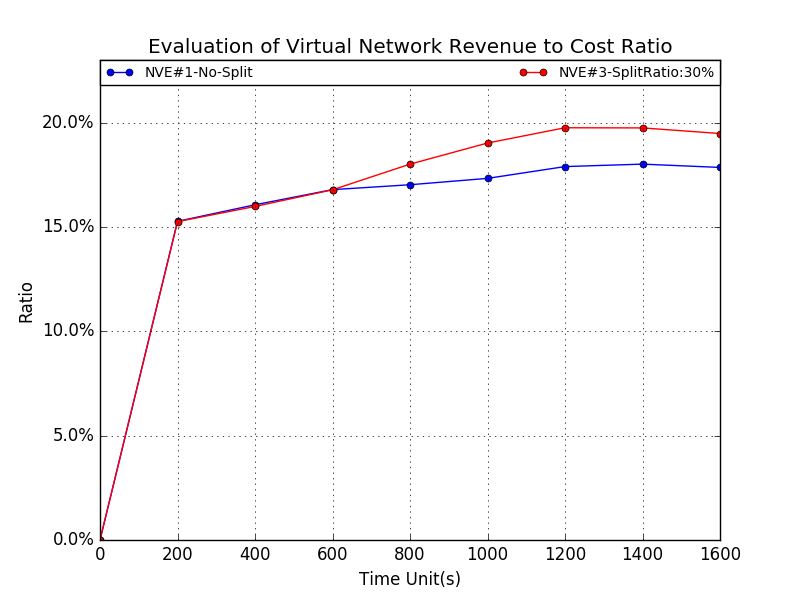 Evaluation of Virtual Network Revenue to Cost Ratio
NVE#1-No-Split NVE#3-SplitRatio:30%
20.0%
15.0%
10.0%
5.0%
0.0%
Ratio
0 200 400 600 800 1000 1200 1400 1600
Time Unit(s)